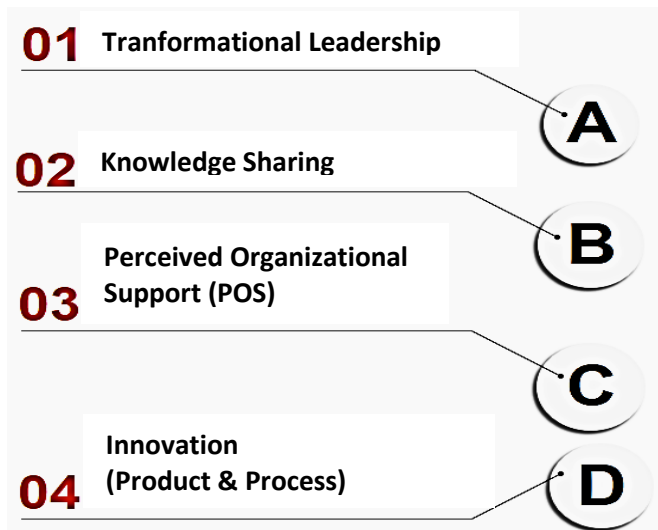 01 Tranformational Leadership
A
02 Knowledge Sharing
B
Perceived Organizational
03 Support (POS)
C
Innovation
04 (Product & Process)
D